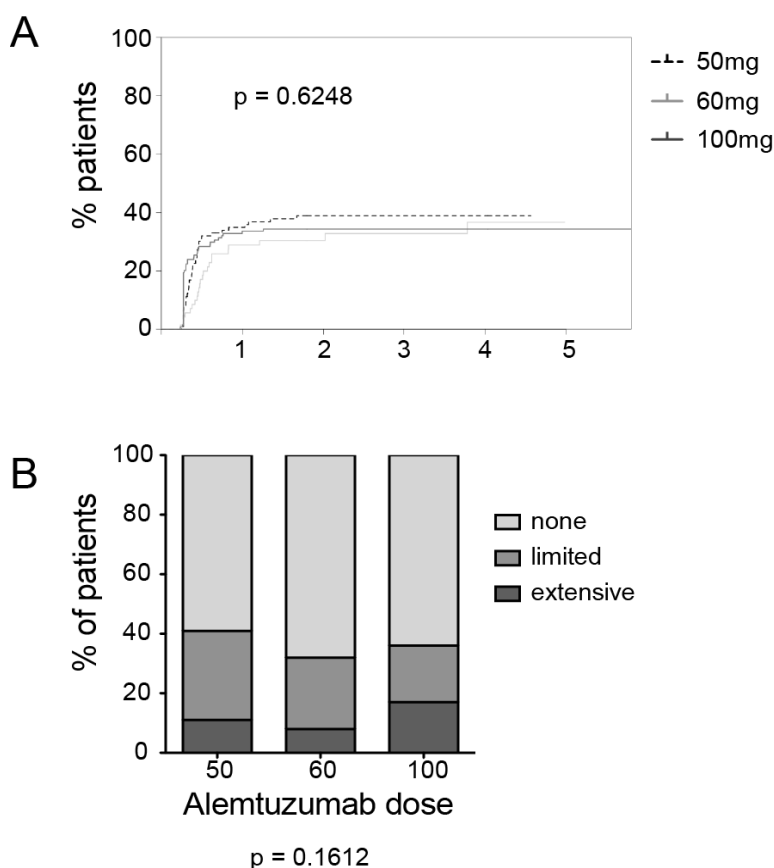 A
100
80
60
40
20
0
% patients
p = 0.6248
1 2 3 4 5
50mg
60mg
100mg
B
100
80
60
40
20
0
% of patients
50 60 100
Alemtuzumab dose
p = 0.1612
none
limited
extensive